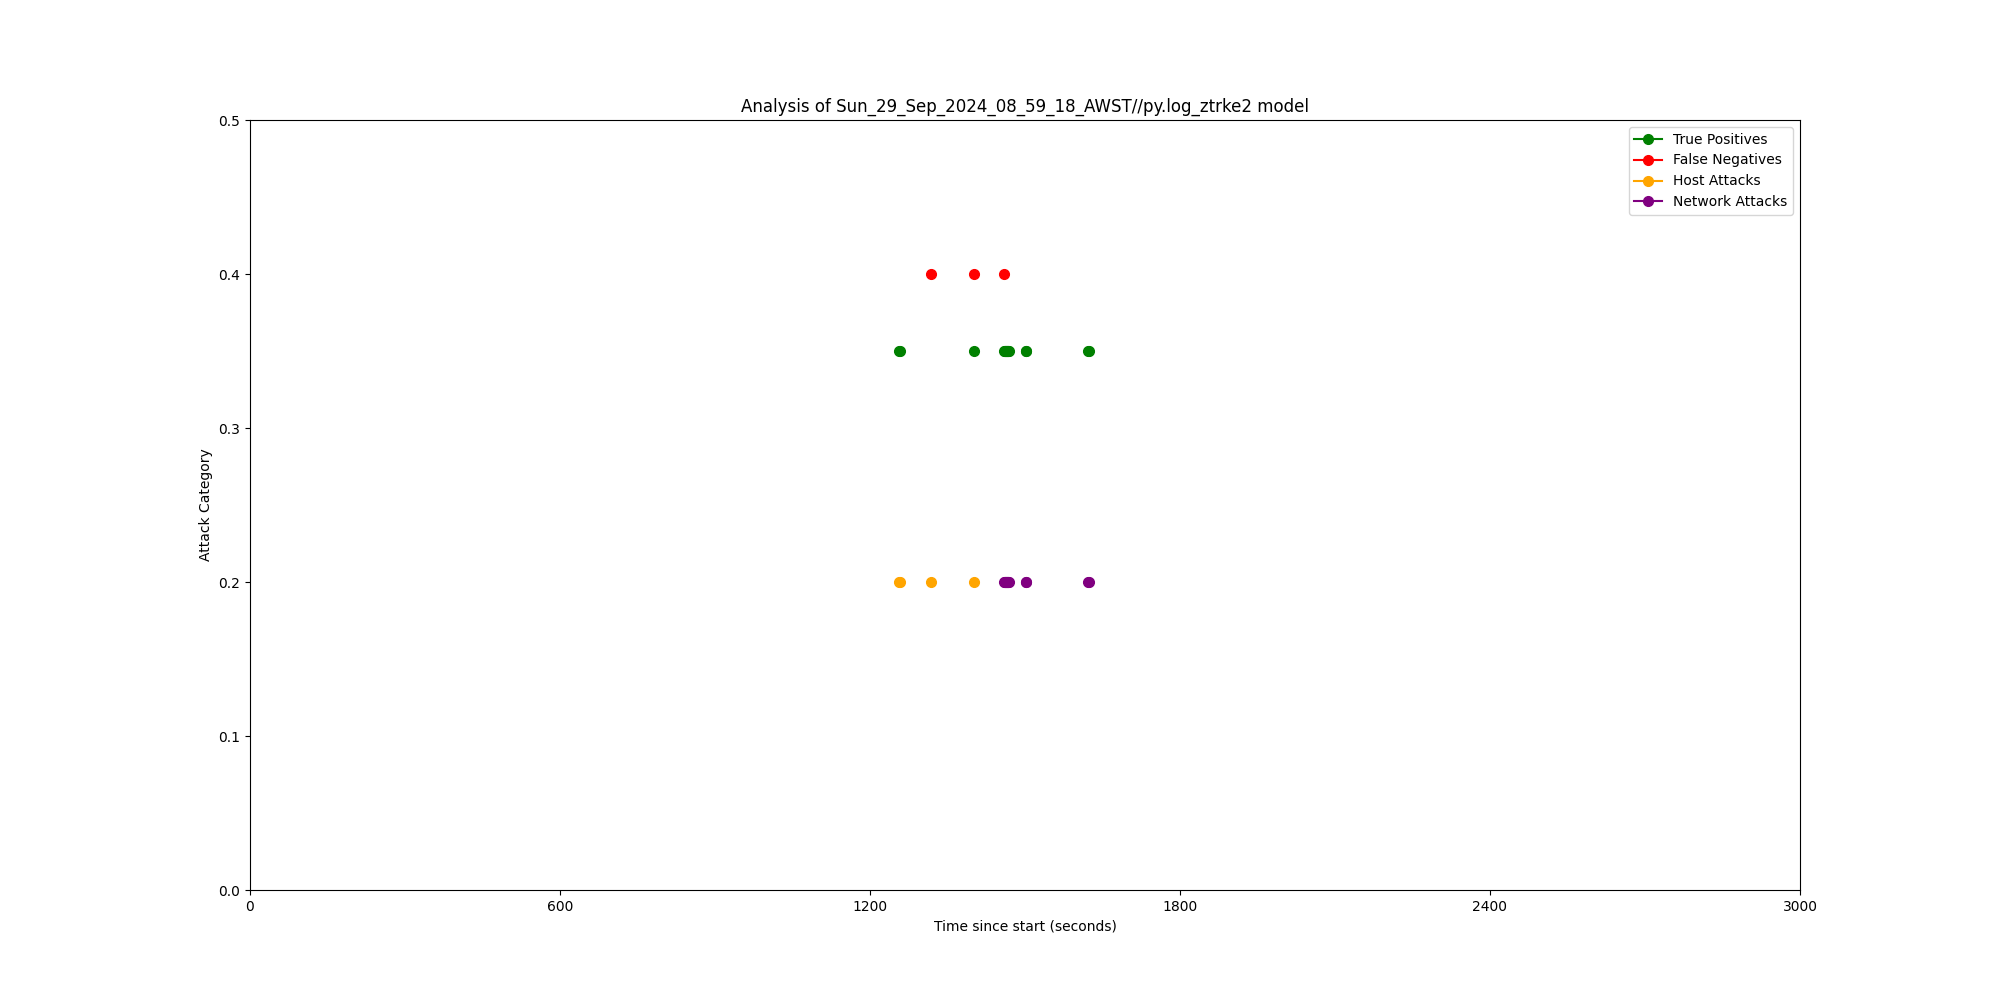 Analysis of Sun_29_Sep_2024_08_59_18_AWST//py.log_ztrke2 model
True Positives
False Negatives
Host Attacks
Network Attacks
Attack Category
0.5
0.4
0.3
0.2
0.1
0.0
0 600 1200 1800 2400 3000
Time since start (seconds)